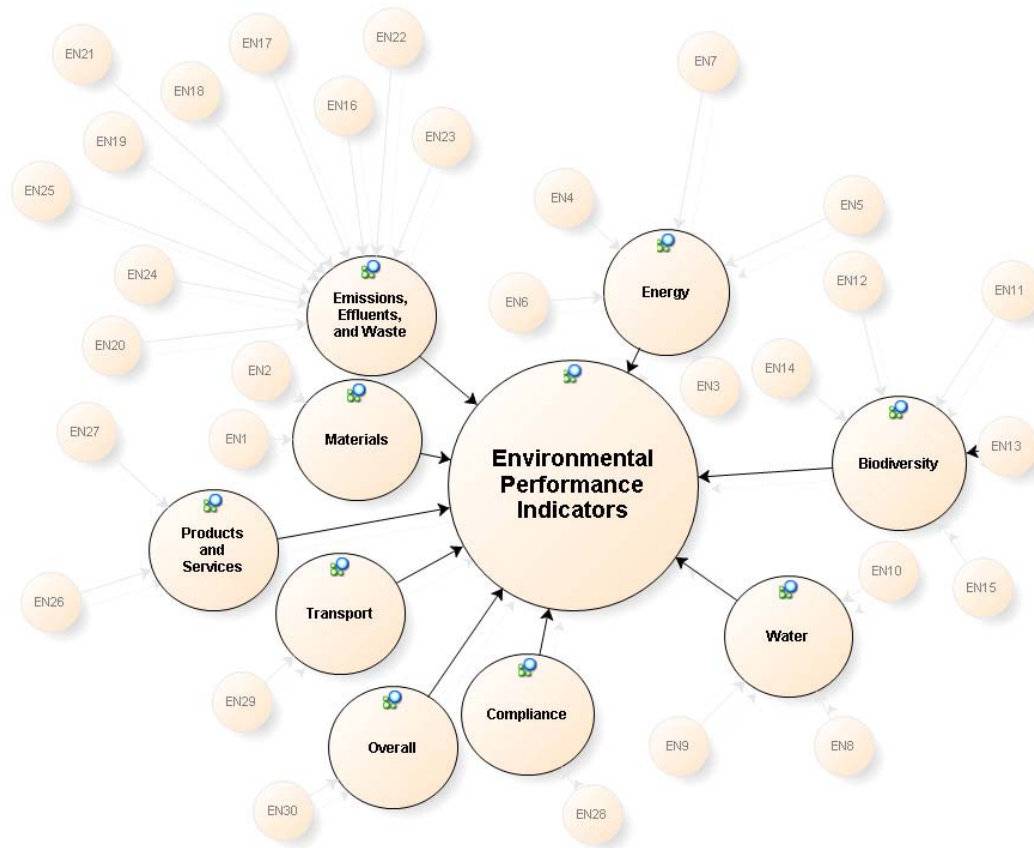 EN21
EN17
EN22
EN7
EN18
EN16
EN23
EN19
EN25
EN4
EN5
EN24
EN12
EN11
Emissions,
Effluents,
and Waste
Energy
EN6
EN20
EN2
EN14
EN3
EN27
EN1
Materials
Environmental
Performance
Indicators
Biodiversity
EN13
Products
and
Services
EN26
Transport
EN10
EN15
Water
EN29
Overall
Compliance
EN9
EN8
EN30
EN28